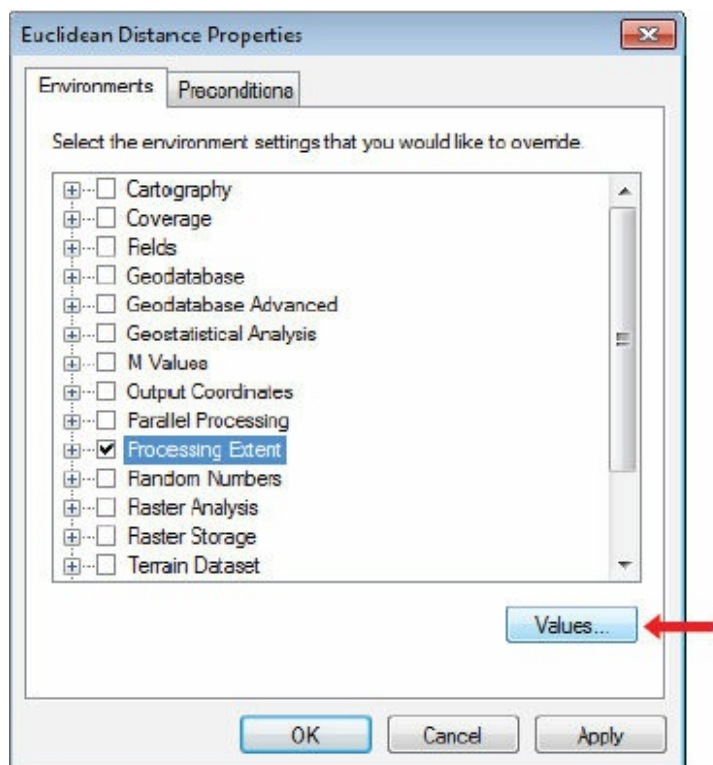 Euclidean Distance Properties
Environments Preconditions
Select the environment settings that you would like to override.
Cartography
Coverage
Fields
Geodatabase
Geodatabase Advanced
Geostatistical Analysis
M Values
Output Coordinates
Parallel Processing
Processing Extent
Random Numbers
Raster Analysis
Raster Storage
Terrain Dataset
Values...
OK Cancel Apply